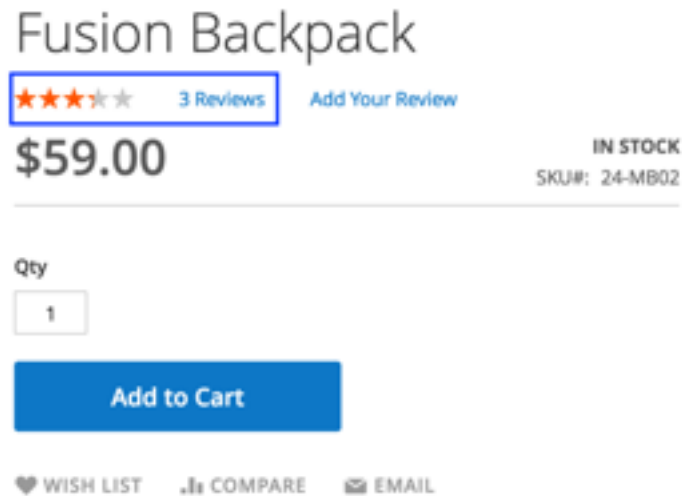 Fusion Backpack
3 Reviews Add Your Review
$59.00 IN STOCK
SKU#: 24-MB02
Qty
1
Add to Cart
WISH LIST COMPARE EMAIL